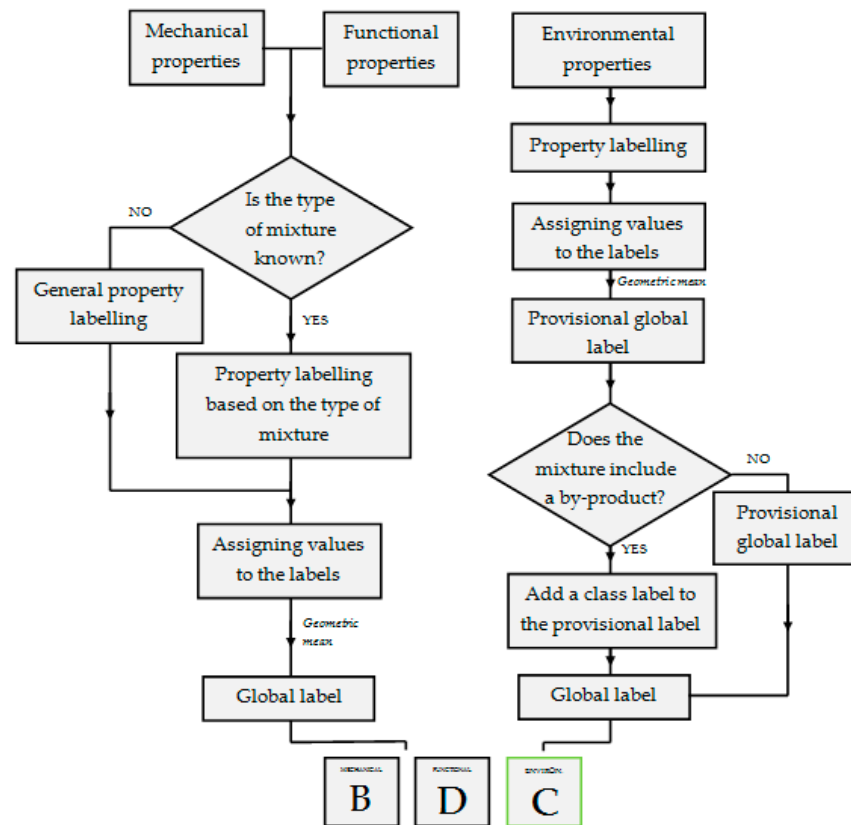 Mechanical
properties
Functional
properties
Is the type
of mixture
known?
NO
General property
labelling
YES
Property labelling
based on the type of
mixture
Assigning values
to the labels
Geometric
mean
Global label
Environmental
properties
Property labelling
Assigning values
to the labels
Geometric mean
Provisional global
label
Does the
mixture include
a by-product?
NO
Provisional
global label
YES
Add a class label to
the provisional label
Global label
MECHANICAL
B
FUNCTIONAL
D
ENVIRON.
C